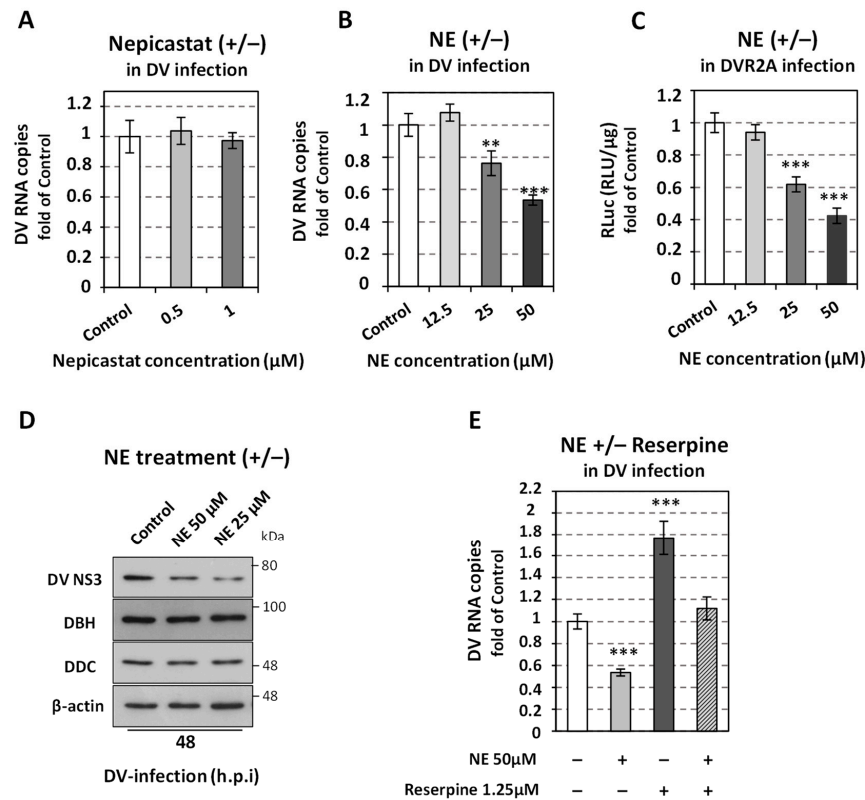 A
Nepicastat (+/–)
in DV infection
DV RNA copies
fold of Control
1.2
1
0.8
0.6
0.4
0.2
0
Control
0.5
1
Nepicastat concentration (μM)
B
NE (+/–)
in DV infection
DV RNA copies
fold of Control
1.2
1
0.8
0.6
0.4
0.2
0
**
***
Control
12.5
25
50
NE concentration (μM)
C
NE (+/–)
in DVR2A infection
RLuc (RLU/μg)
fold of Control
1.2
1
0.8
0.6
0.4
0.2
0
***
***
Control
12.5
25
50
NE concentration (μM)
D
NE treatment (+/–)
Control
NE 50 μM
NE 25 μM
kDa
DV NS3
80
DBH
100
DDC
48
β-actin
48
48
DV-infection (h.p.i)
E
NE +/– Reserpine
in DV infection
DV RNA copies
fold of Control
2.2
2
1.8
1.6
1.4
1.2
1
0.8
0.6
0.4
0.2
0
***
***
NE 50μM – + – +
Reserpine 1.25μM – – + +